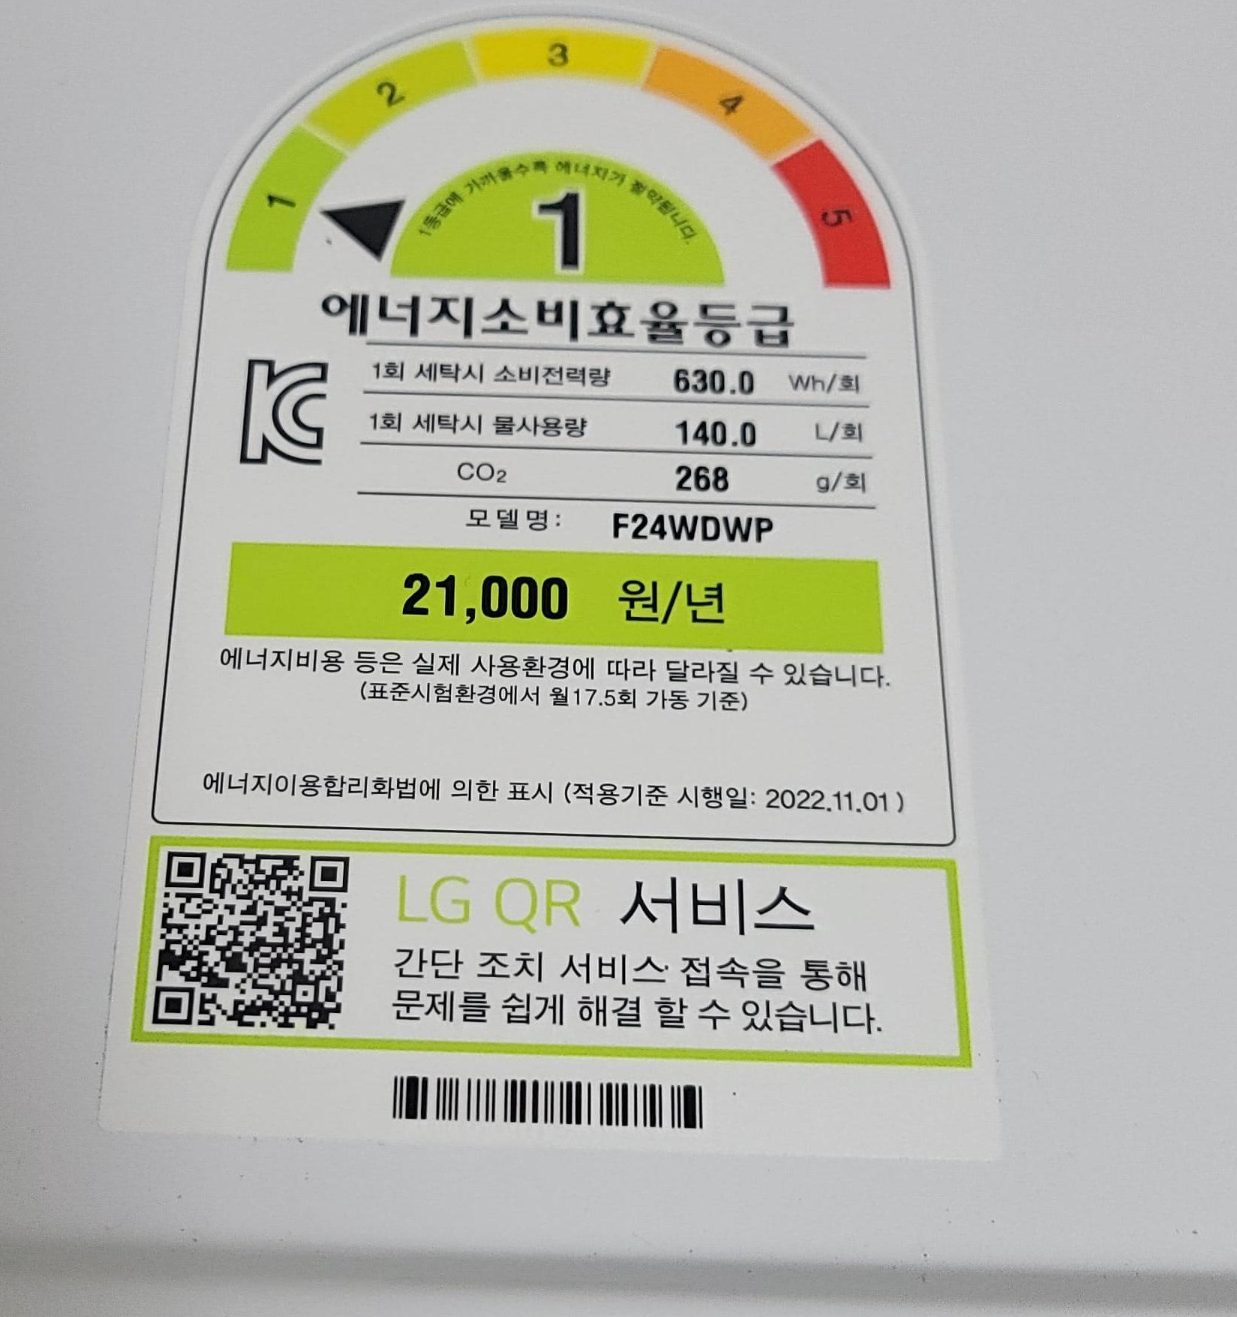 1 2 3 4 5
1등급에 가까울수록 에너지가 절약됩니다.
1
에너지소비효율등급
1회 세탁시 소비전력량 630.0 Wh/회
1회 세탁시 물사용량 140.0 L/회
CO₂ 268 g/회
모델명: F24WDWP
21,000 원/년
에너지비용 등은 실제 사용환경에 따라 달라질 수 있습니다.
(표준시험환경에서 월17.5회 가동 기준)
에너지이용합리화법에 의한 표시 (적용기준 시행일: 2022.11.01)
LG QR 서비스
간단 조치 서비스 접속을 통해
문제를 쉽게 해결 할 수 있습니다.